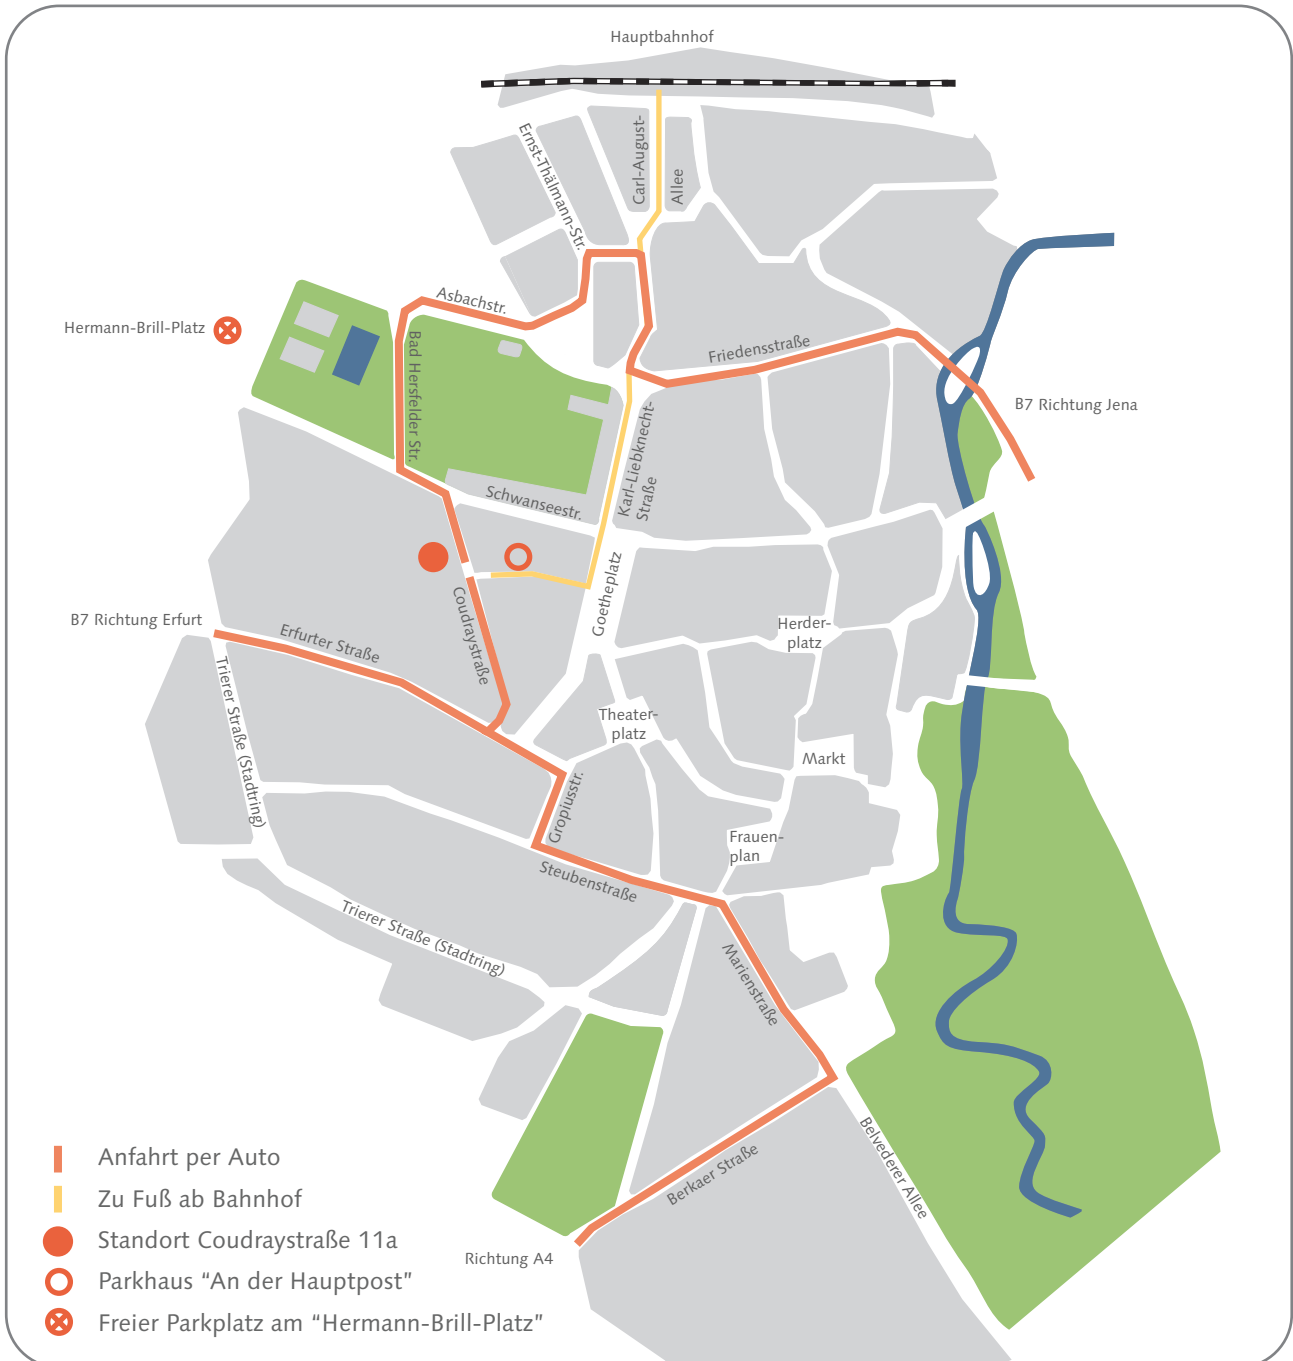 Hauptbahnhof
Carl-August-
Allee
Ernst-Thälmann-Str.
Asbachstr.
Hermann-Brill-Platz
Bad Hersfelder Str.
Friedensstraße
B7 Richtung Jena
Karl-Liebknecht-
Straße
Schwanseestr.
Goetheplatz
Coudraystraße
B7 Richtung Erfurt
Erfurter Straße
Herder-
platz
Trierer Straße (Stadtring)
Theater-
platz
Markt
Gropiusstr.
Frauen-
plan
Steubenstraße
Trierer Straße (Stadtring)
Marienstraße
Belvederer Allee
Berkaer Straße
Richtung A4
Anfahrt per Auto
Zu Fuß ab Bahnhof
Standort Coudraystraße 11a
Parkhaus “An der Hauptpost”
Freier Parkplatz am “Hermann-Brill-Platz”